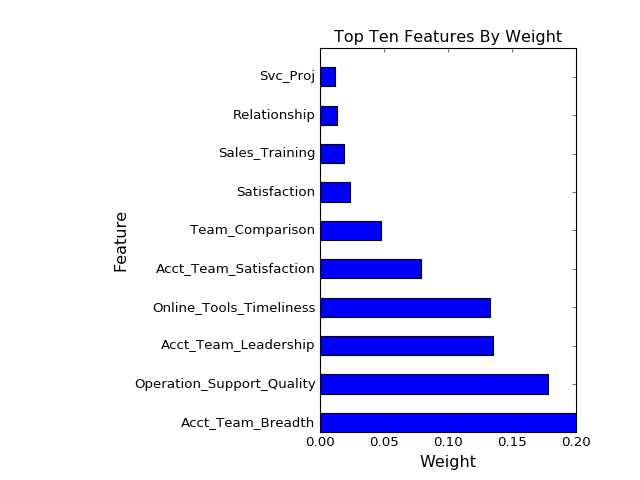 Top Ten Features By Weight
Svc_Proj
Relationship
Sales_Training
Satisfaction
Team_Comparison
Acct_Team_Satisfaction
Online_Tools_Timeliness
Acct_Team_Leadership
Operation_Support_Quality
Acct_Team_Breadth
Feature
0.00 0.05 0.10 0.15 0.20
Weight